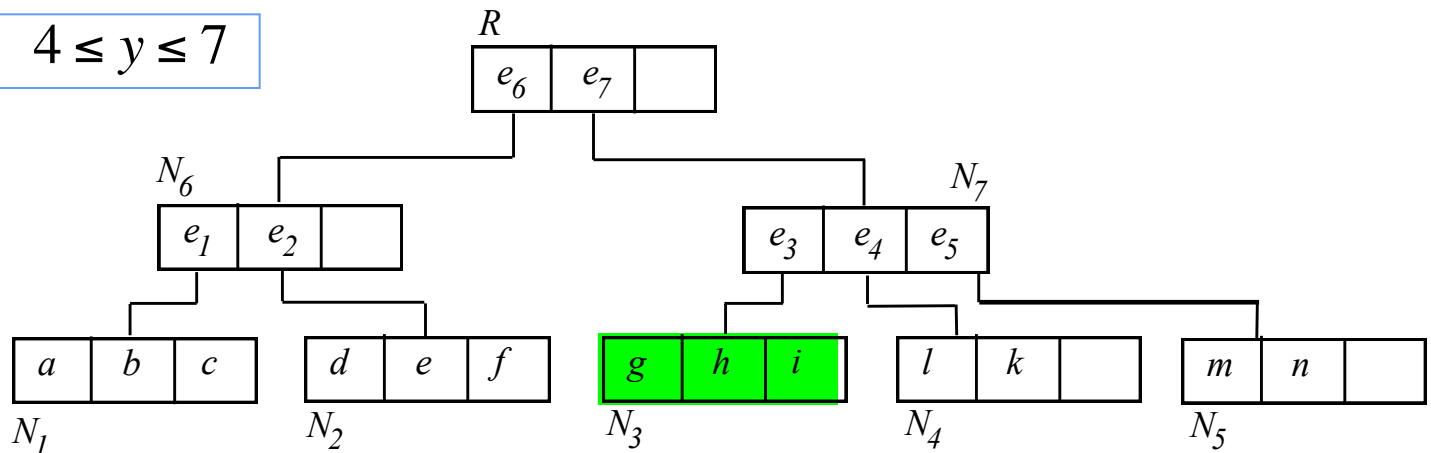 R
4 ≤ y ≤ 7
e6 e7
N6 N7
e1 e2 e3 e4 e5
a b c d e f g h i l k m n
N1 N2 N3 N4 N5